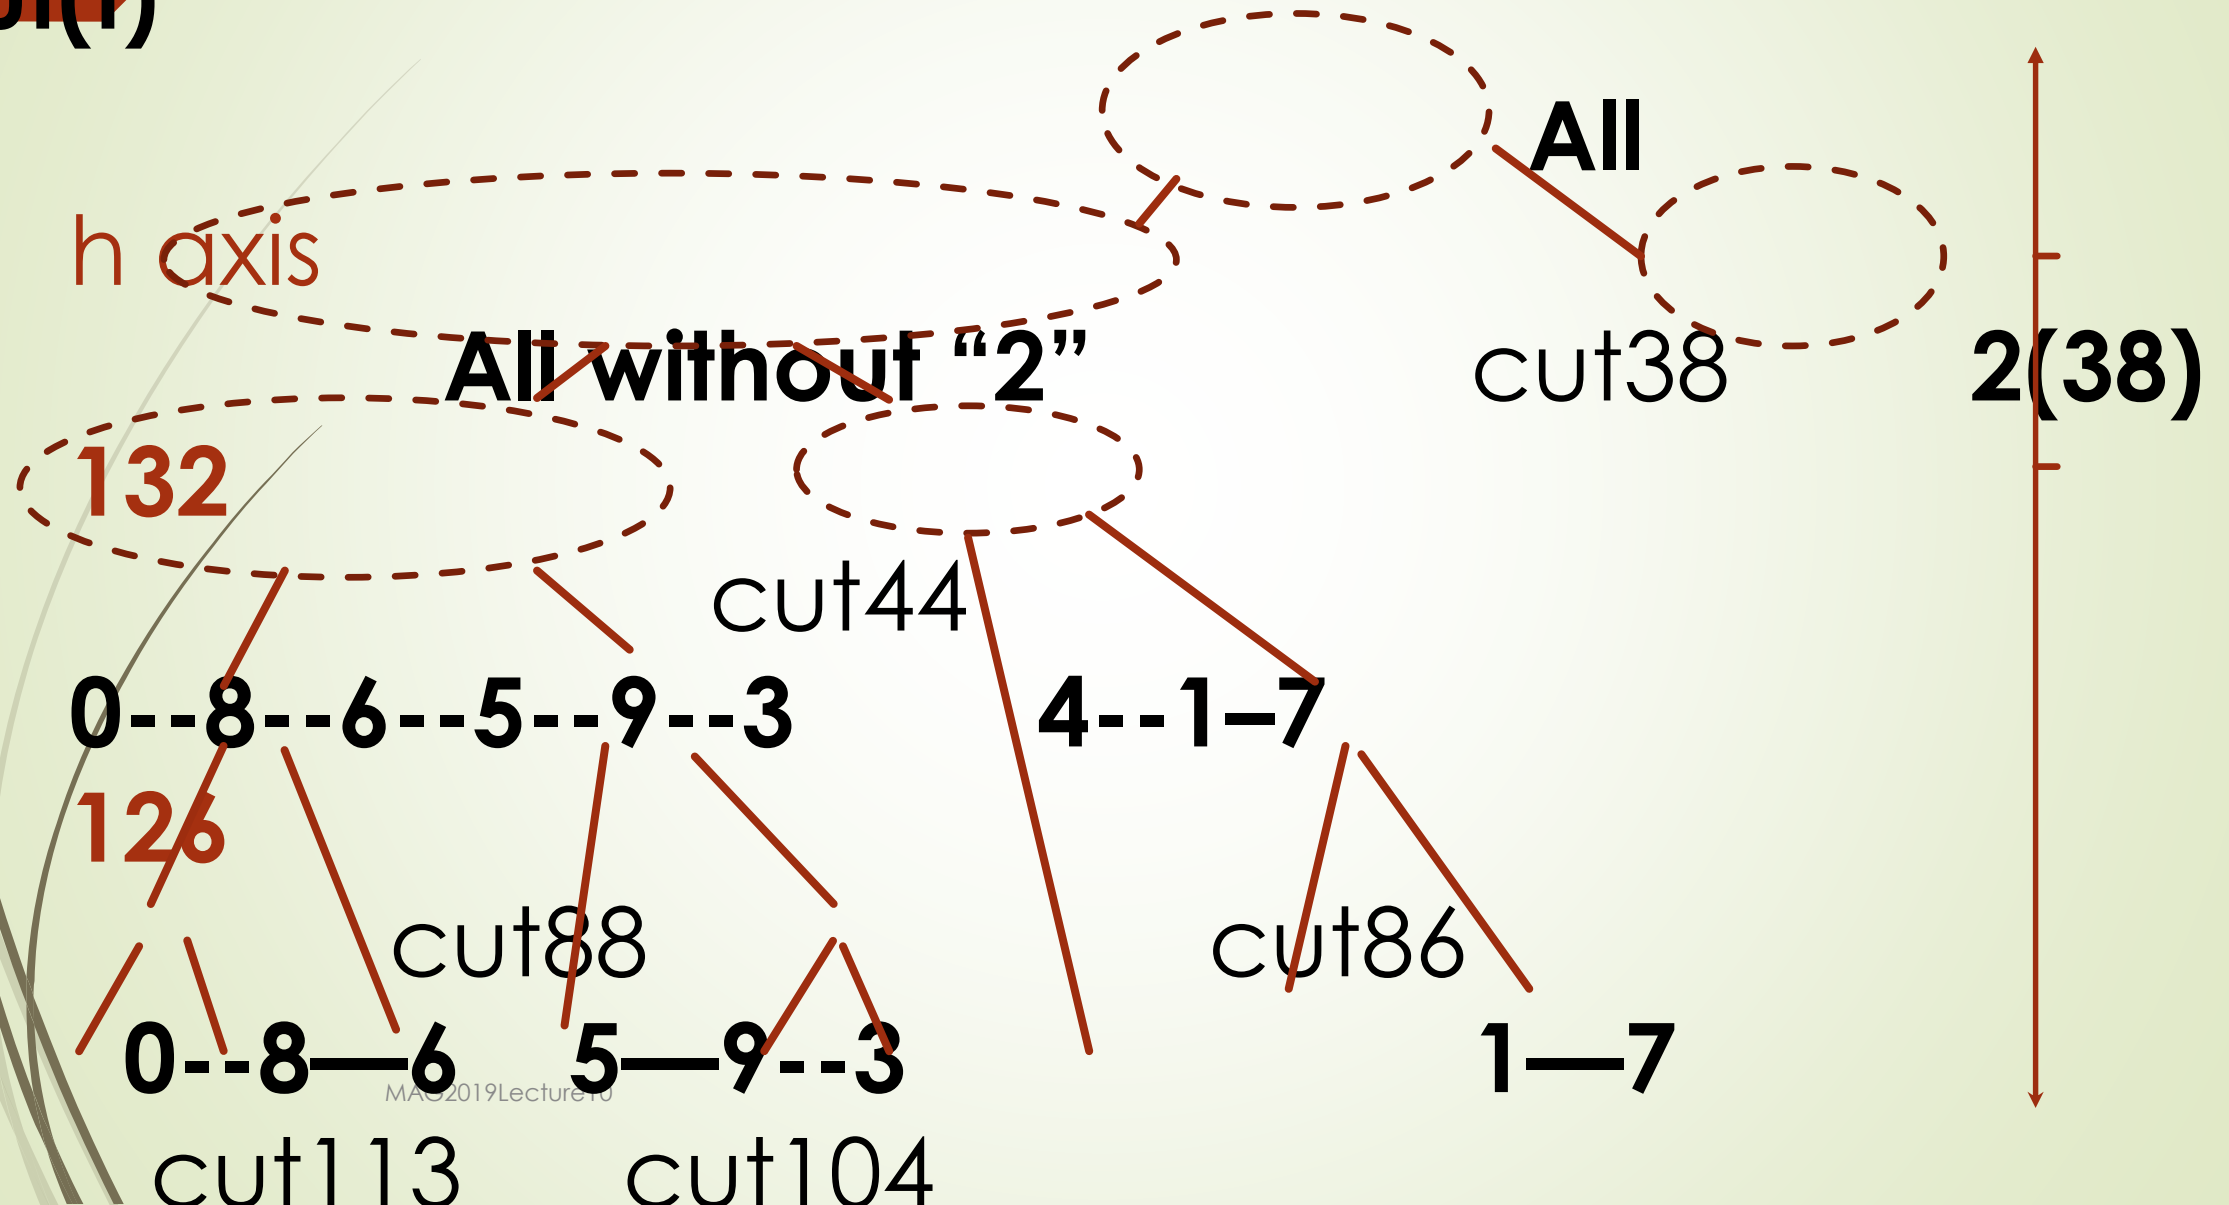 All
h axis
All without “2” cut38 2(38)
132
cut44
0--8--6--5--9--3 4--1–7
126
cut88 cut86
0--8—–6 5—–9--3 1—–7
MAG2019Lecture10
cut113 cut104